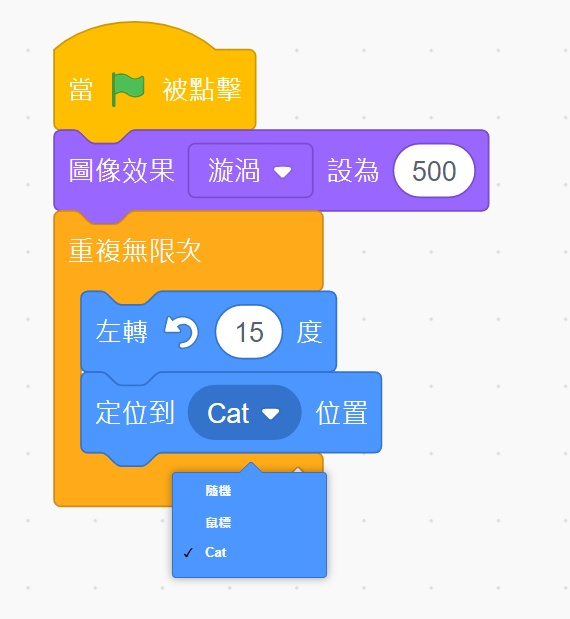 當 被點擊
圖像效果 漩渦 設為 500
重複無限次
左轉 15 度
定位到 Cat 位置
隨機
鼠標
✓ Cat